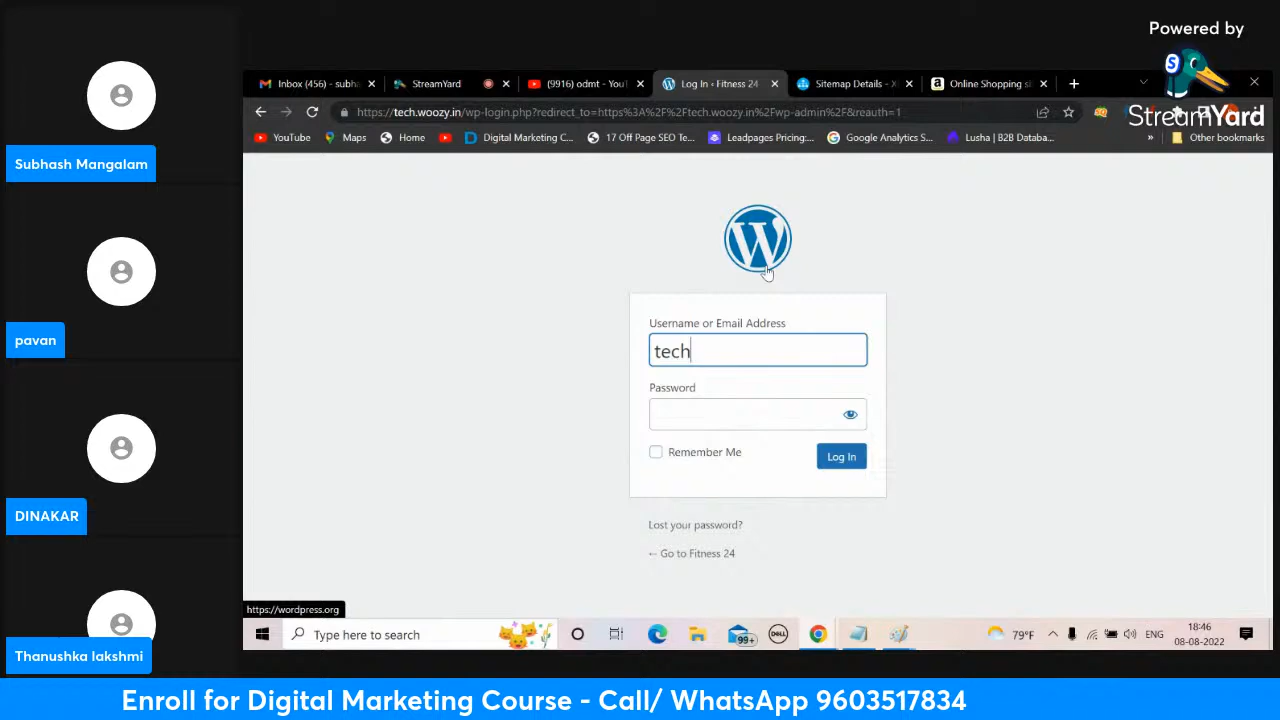 Powered by
StreamYard
Subhash Mangalam
pavan
DINAKAR
Thanushka lakshmi
Inbox (456) - subha
StreamYard
(9916) odmt - YouT
Log In ‹ Fitness 24
Sitemap Details - X
Online Shopping si
https://tech.woozy.in/wp-login.php?redirect_to=https%3A%2F%2Ftech.woozy.in%2Fwp-admin%2F&reauth=1
YouTube
Maps
Home
Digital Marketing C...
17 Off Page SEO Te...
Leadpages Pricing:...
Google Analytics S...
Lusha | B2B Databa...
»
Other bookmarks
Username or Email Address
tech
Password
Remember Me
Log In
Lost your password?
← Go to Fitness 24
https://wordpress.org
Type here to search
99+
DELL
79°F
ENG
18:46
08-08-2022
Enroll for Digital Marketing Course - Call/ WhatsApp 9603517834